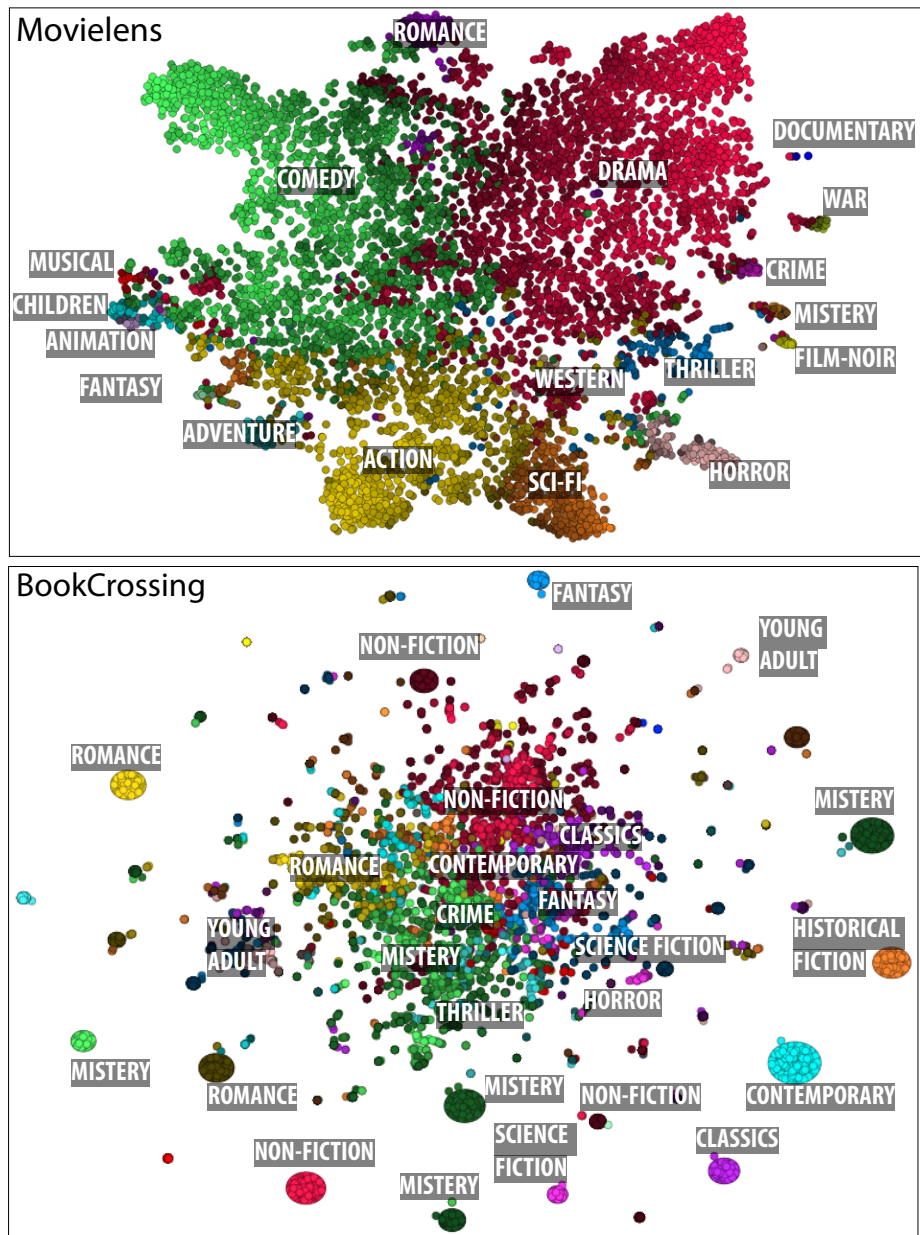 Movielens
ROMANCE
DOCUMENTARY
COMEDY
DRAMA
WAR
MUSICAL
CRIME
CHILDREN
MISTERY
ANIMATION
FILM-NOIR
THRILLER
WESTERN
FANTASY
ADVENTURE
ACTION
HORROR
SCI-FI
BookCrossing
FANTASY
NON-FICTION
YOUNG
ADULT
ROMANCE
NON-FICTION
MISTERY
CLASSICS
ROMANCE
CONTEMPORARY
FANTASY
CRIME
YOUNG
ADULT
MISTERY
SCIENCE FICTION
HISTORICAL
FICTION
HORROR
THRILLER
MISTERY
ROMANCE
MISTERY
NON-FICTION
CONTEMPORARY
SCIENCE
FICTION
CLASSICS
NON-FICTION
MISTERY